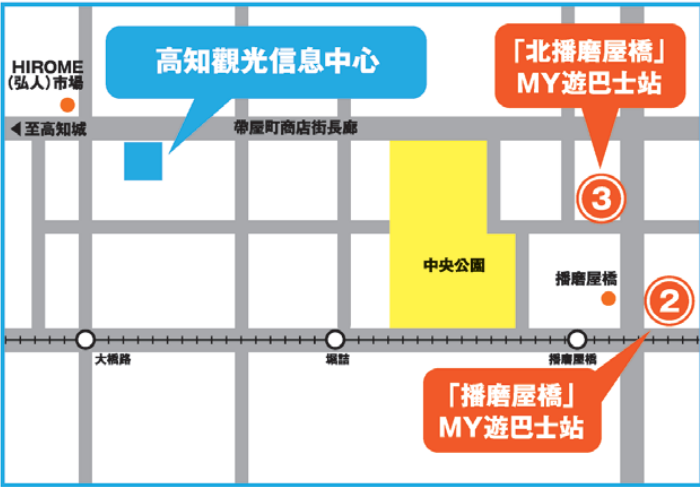 高知觀光信息中心
「北播磨屋橋」
MY遊巴士站
HIROME
(弘人)市場
至高知城
帶屋町商店街長廊
3
中央公園
播磨屋橋
2
大橋路
堀詰
播磨屋橋
「播磨屋橋」
MY遊巴士站